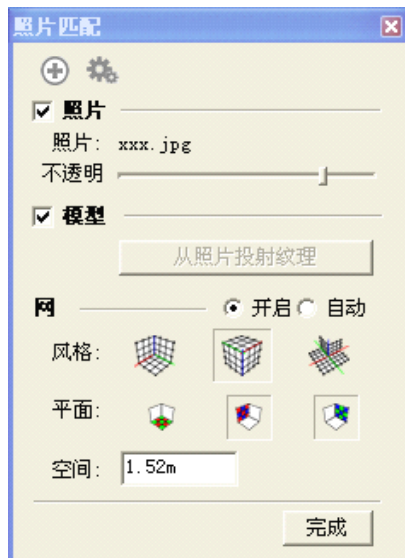 照片匹配
照片
照片: xxx.jpg
不透明
模型
从照片投射纹理
网 开启 自动
风格:
平面:
空间: 1.52m
完成